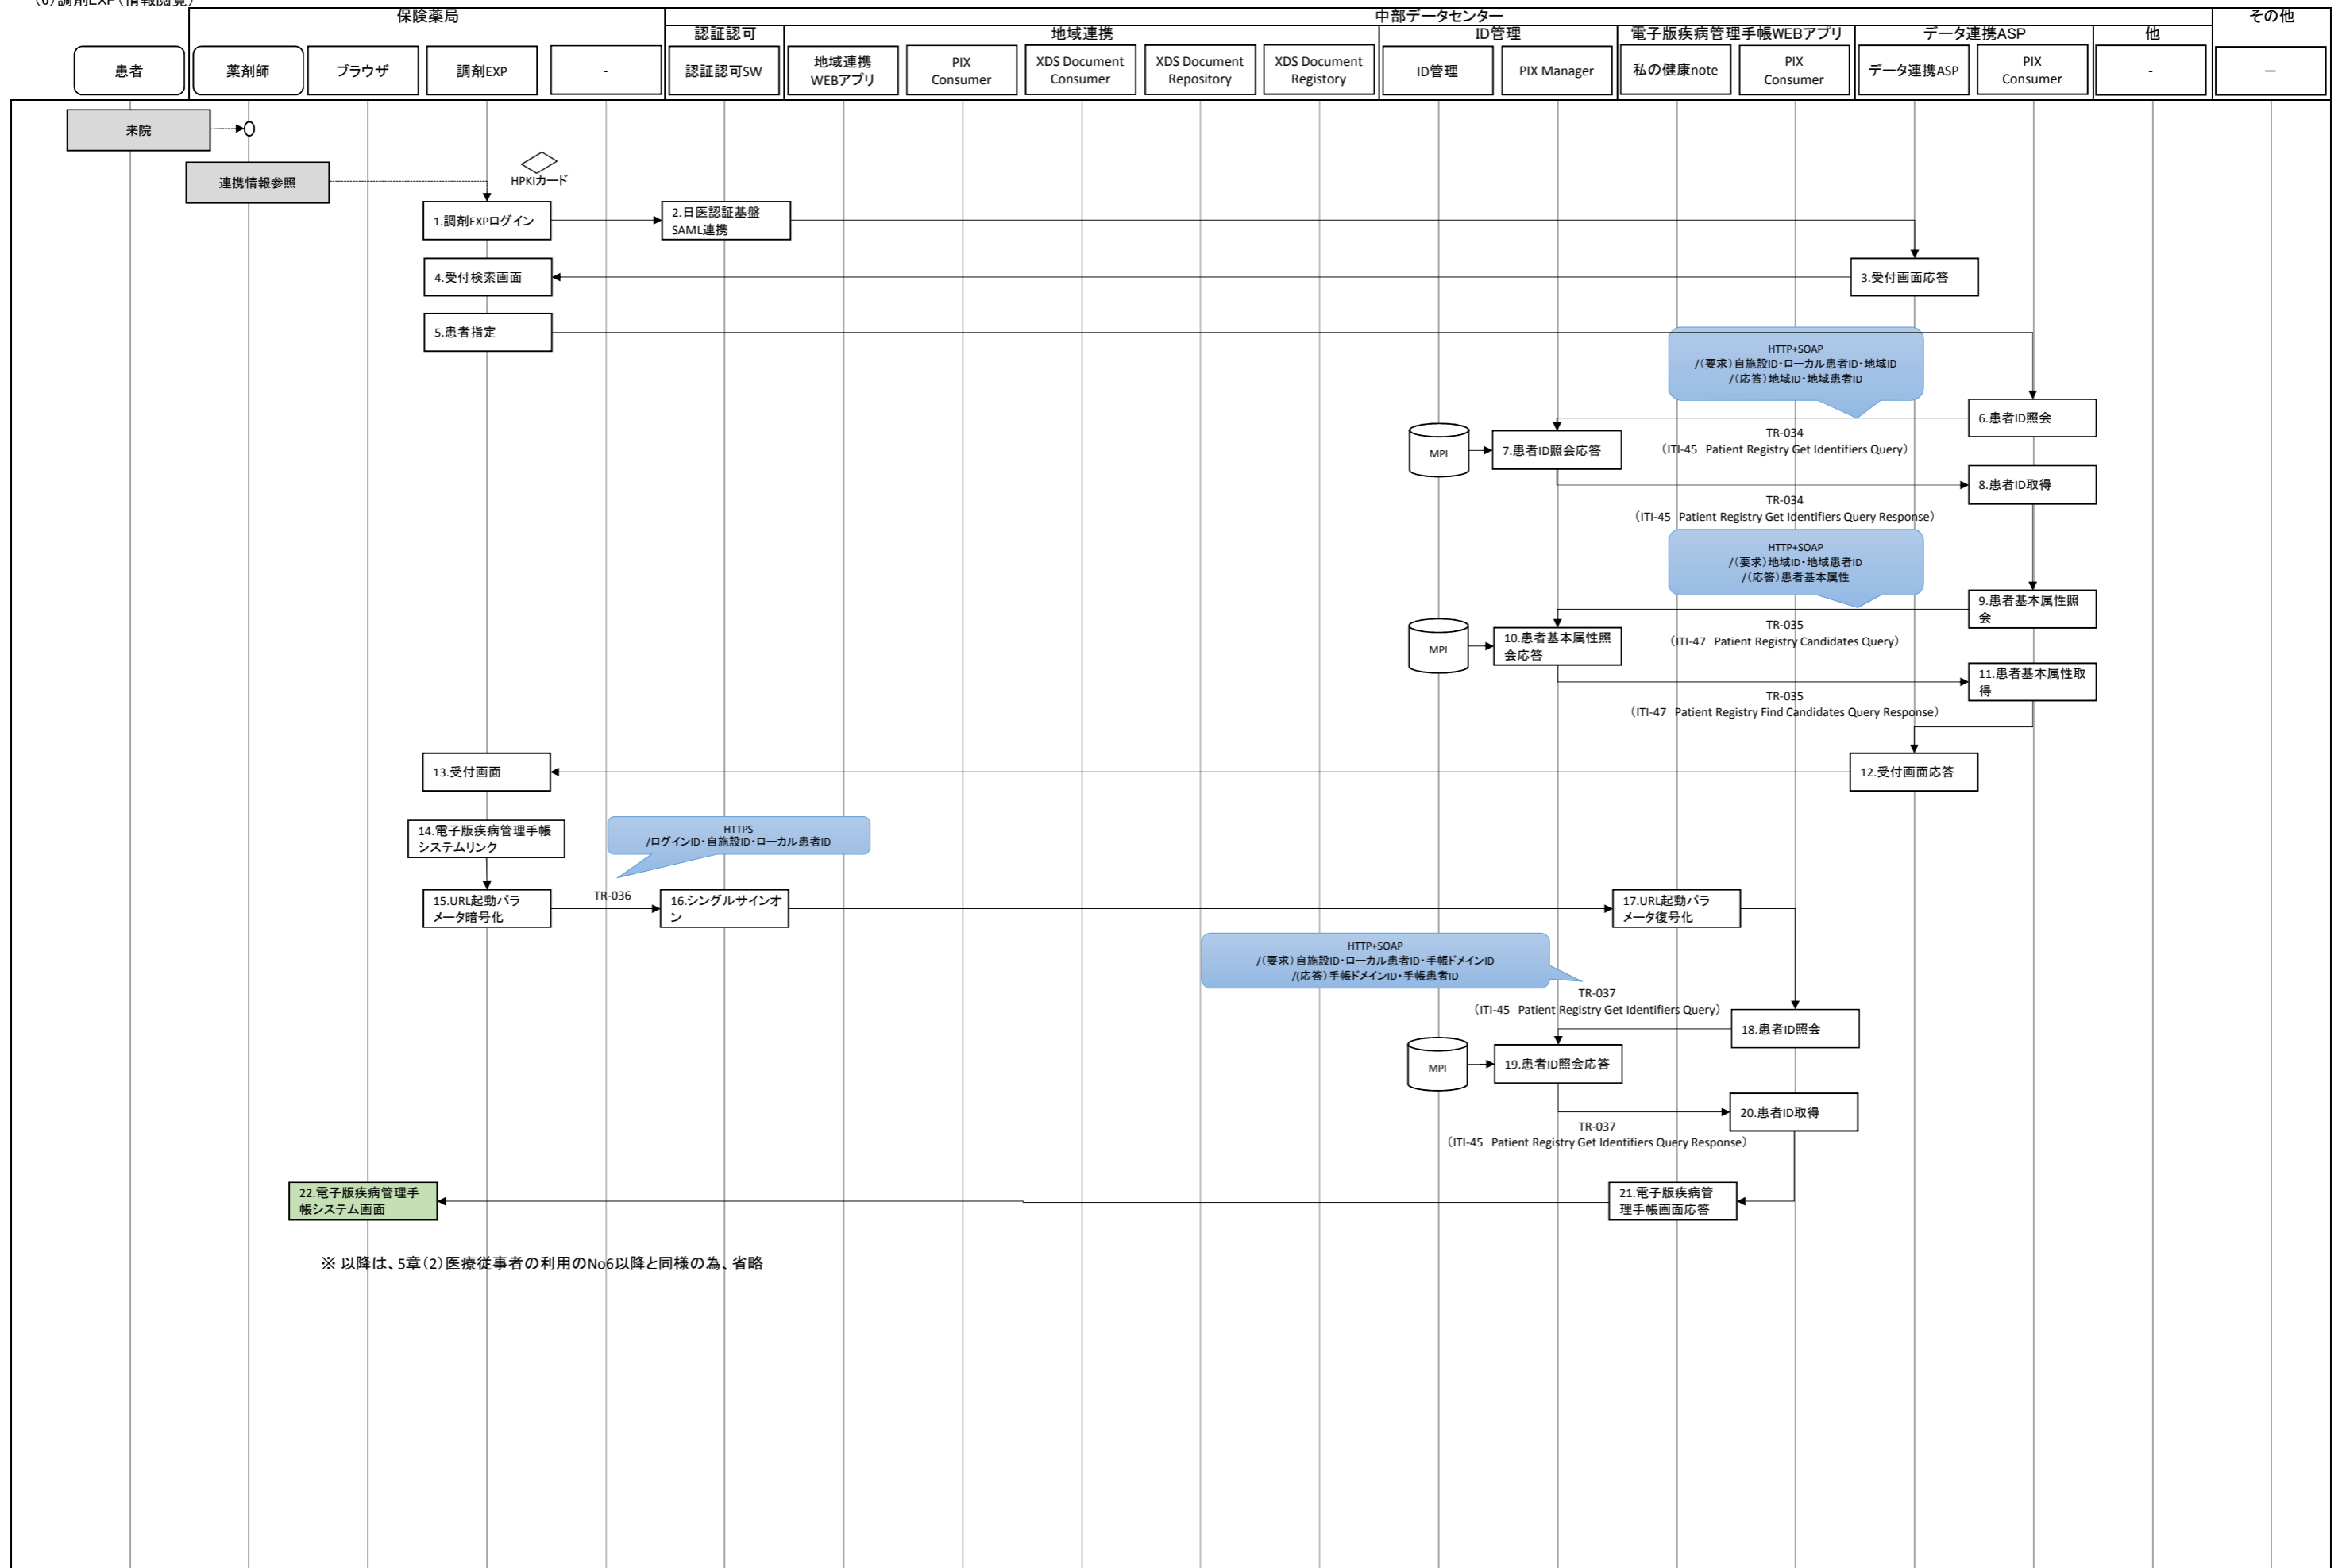 (6)調剤EXP(情報閲覧)
保険薬局
中部データセンター
その他
認証認可
地域連携
ID管理
電子版疾病管理手帳WEBアプリ
データ連携ASP
他
患者
薬剤師
ブラウザ
調剤EXP
-
認証認可SW
地域連携
WEBアプリ
PIX
Consumer
XDS Document
Consumer
XDS Document
Repository
XDS Document
Registory
ID管理
PIX Manager
私の健康note
PIX
Consumer
データ連携ASP
PIX
Consumer
-
―
来院
連携情報参照
HPKIカード
1.調剤EXPログイン
2.日医認証基盤
SAML連携
4.受付検索画面
3.受付画面応答
5.患者指定
HTTP+SOAP
/(要求)自施設ID・ローカル患者ID・地域ID
/(応答)地域ID・地域患者ID
6.患者ID照会
TR-034
(ITI-45 Patient Registry Get Identifiers Query)
MPI
7.患者ID照会応答
8.患者ID取得
TR-034
(ITI-45 Patient Registry Get Identifiers Query Response)
HTTP+SOAP
/(要求)地域ID・地域患者ID
/(応答)患者基本属性
9.患者基本属性照
会
TR-035
(ITI-47 Patient Registry Candidates Query)
MPI
10.患者基本属性照
会応答
11.患者基本属性取
得
TR-035
(ITI-47 Patient Registry Find Candidates Query Response)
13.受付画面
12.受付画面応答
14.電子版疾病管理手帳
システムリンク
HTTPS
/ログインID・自施設ID・ローカル患者ID
15.URL起動パラ
メータ暗号化
TR-036
16.シングルサインオ
ン
17.URL起動パラ
メータ復号化
HTTP+SOAP
/(要求)自施設ID・ローカル患者ID・手帳ドメインID
/(応答)手帳ドメインID・手帳患者ID
TR-037
(ITI-45 Patient Registry Get Identifiers Query)
18.患者ID照会
MPI
19.患者ID照会応答
20.患者ID取得
TR-037
(ITI-45 Patient Registry Get Identifiers Query Response)
22.電子版疾病管理手
帳システム画面
21.電子版疾病管
理手帳画面応答
※ 以降は、5章(2)医療従事者の利用のNo6以降と同様の為、省略